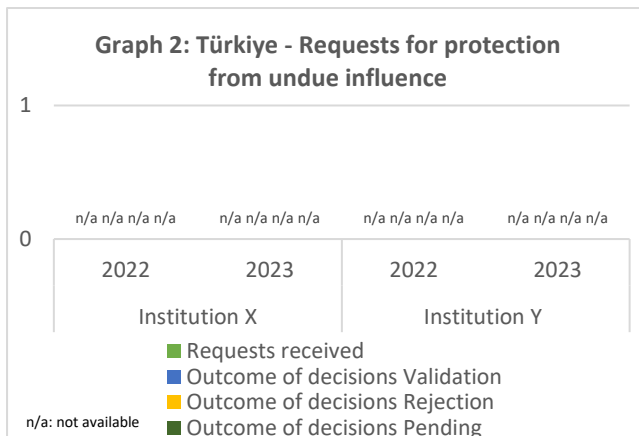 Graph 2: Türkiye - Requests for protection
from undue influence
1
n/a n/a n/a n/a n/a n/a n/a n/a n/a n/a n/a n/a n/a n/a n/a n/a
0
2022 2023 2022 2023
Institution X Institution Y
Requests received
Outcome of decisions Validation
Outcome of decisions Rejection
n/a: not available
Outcome of decisions Pending